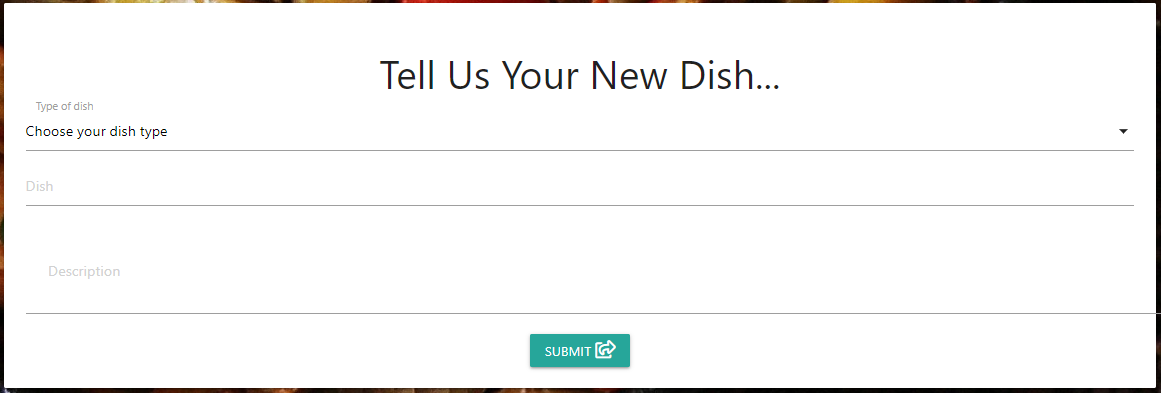 Tell Us Your New Dish...
Type of dish
Choose your dish type
Dish
Description
SUBMIT